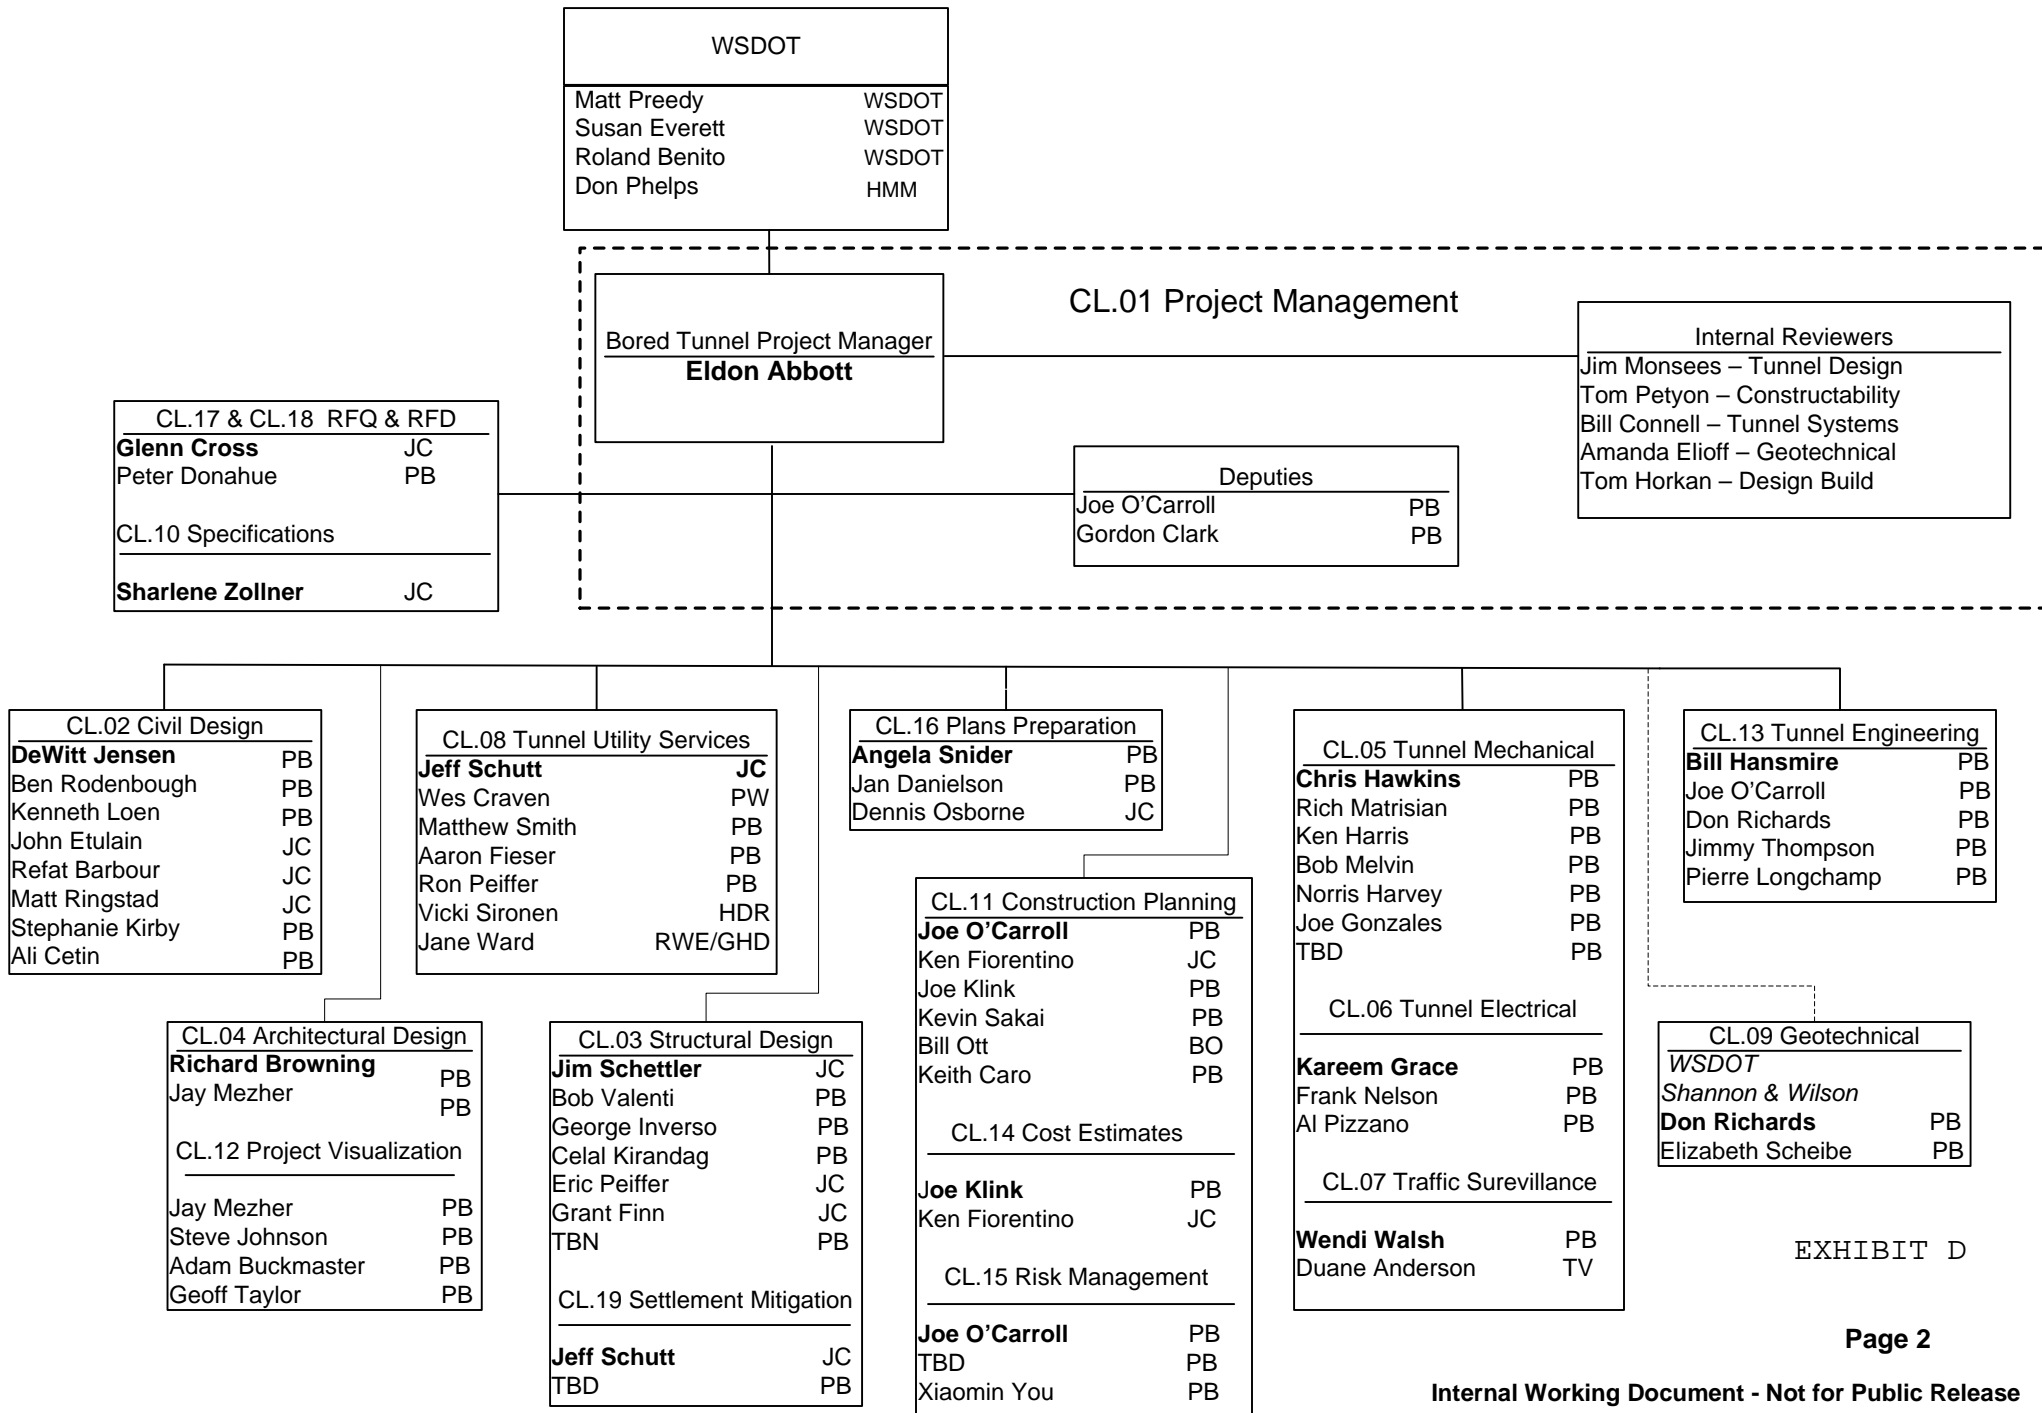 WSDOT
Matt Preedy WSDOT
Susan Everett WSDOT
Roland Benito WSDOT
Don Phelps HMM
CL.01 Project Management
Bored Tunnel Project Manager
Eldon Abbott
Internal Reviewers
Jim Monsees – Tunnel Design
Tom Petyon – Constructability
Bill Connell – Tunnel Systems
Amanda Elioff – Geotechnical
Tom Horkan – Design Build
CL.17 & CL.18 RFQ & RFD
Glenn Cross JC
Peter Donahue PB
CL.10 Specifications
Sharlene Zollner JC
Deputies
Joe O’Carroll PB
Gordon Clark PB
CL.02 Civil Design
DeWitt Jensen PB
Ben Rodenbough PB
Kenneth Loen PB
John Etulain JC
Refat Barbour JC
Matt Ringstad JC
Stephanie Kirby PB
Ali Cetin PB
CL.08 Tunnel Utility Services
Jeff Schutt JC
Wes Craven PW
Matthew Smith PB
Aaron Fieser PB
Ron Peiffer PB
Vicki Sironen HDR
Jane Ward RWE/GHD
CL.16 Plans Preparation
Angela Snider PB
Jan Danielson PB
Dennis Osborne JC
CL.05 Tunnel Mechanical
Chris Hawkins PB
Rich Matrisian PB
Ken Harris PB
Bob Melvin PB
Norris Harvey PB
Joe Gonzales PB
TBD PB
CL.06 Tunnel Electrical
Kareem Grace PB
Frank Nelson PB
Al Pizzano PB
CL.07 Traffic Surevillance
Wendi Walsh PB
Duane Anderson TV
CL.13 Tunnel Engineering
Bill Hansmire PB
Joe O’Carroll PB
Don Richards PB
Jimmy Thompson PB
Pierre Longchamp PB
CL.04 Architectural Design
Richard Browning PB
Jay Mezher PB
CL.12 Project Visualization
Jay Mezher PB
Steve Johnson PB
Adam Buckmaster PB
Geoff Taylor PB
CL.03 Structural Design
Jim Schettler JC
Bob Valenti PB
George Inverso PB
Celal Kirandag PB
Eric Peiffer JC
Grant Finn JC
TBN PB
CL.19 Settlement Mitigation
Jeff Schutt JC
TBD PB
CL.11 Construction Planning
Joe O’Carroll PB
Ken Fiorentino JC
Joe Klink PB
Kevin Sakai PB
Bill Ott BO
Keith Caro PB
CL.14 Cost Estimates
Joe Klink PB
Ken Fiorentino JC
CL.15 Risk Management
Joe O’Carroll PB
TBD PB
Xiaomin You PB
CL.09 Geotechnical
WSDOT
Shannon & Wilson
Don Richards PB
Elizabeth Scheibe PB
EXHIBIT D
Page 2
Internal Working Document - Not for Public Release